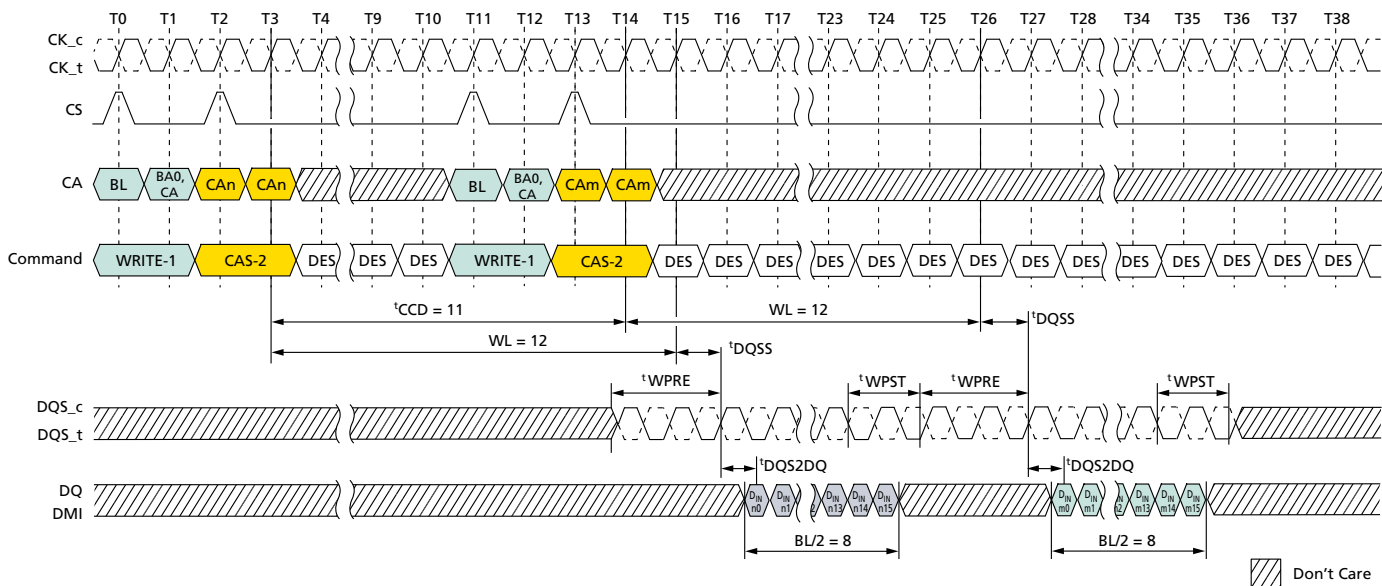 T0 T1 T2 T3 T4 T9 T10 T11 T12 T13 T14 T15 T16 T17 T23 T24 T25 T26 T27 T28 T34 T35 T36 T37 T38
CK_c
CK_t
CS
CA BL BA0, CA CAn CAn BL BA0, CA CAm CAm
Command WRITE-1 CAS-2 DES DES DES WRITE-1 CAS-2 DES DES DES DES DES DES DES DES DES DES DES DES DES DES
tCCD = 11 WL = 12 tDQSS
WL = 12 tDQSS
tWPRE tWPST tWPRE tWPST
DQS_c
DQS_t
tDQS2DQ tDQS2DQ
DQ
DMI
DIN n0 DIN n1 DIN n13 DIN n14 DIN n15 DIN m0 DIN m1 DIN m13 DIN m14 DIN m15
BL/2 = 8 BL/2 = 8
Don't Care